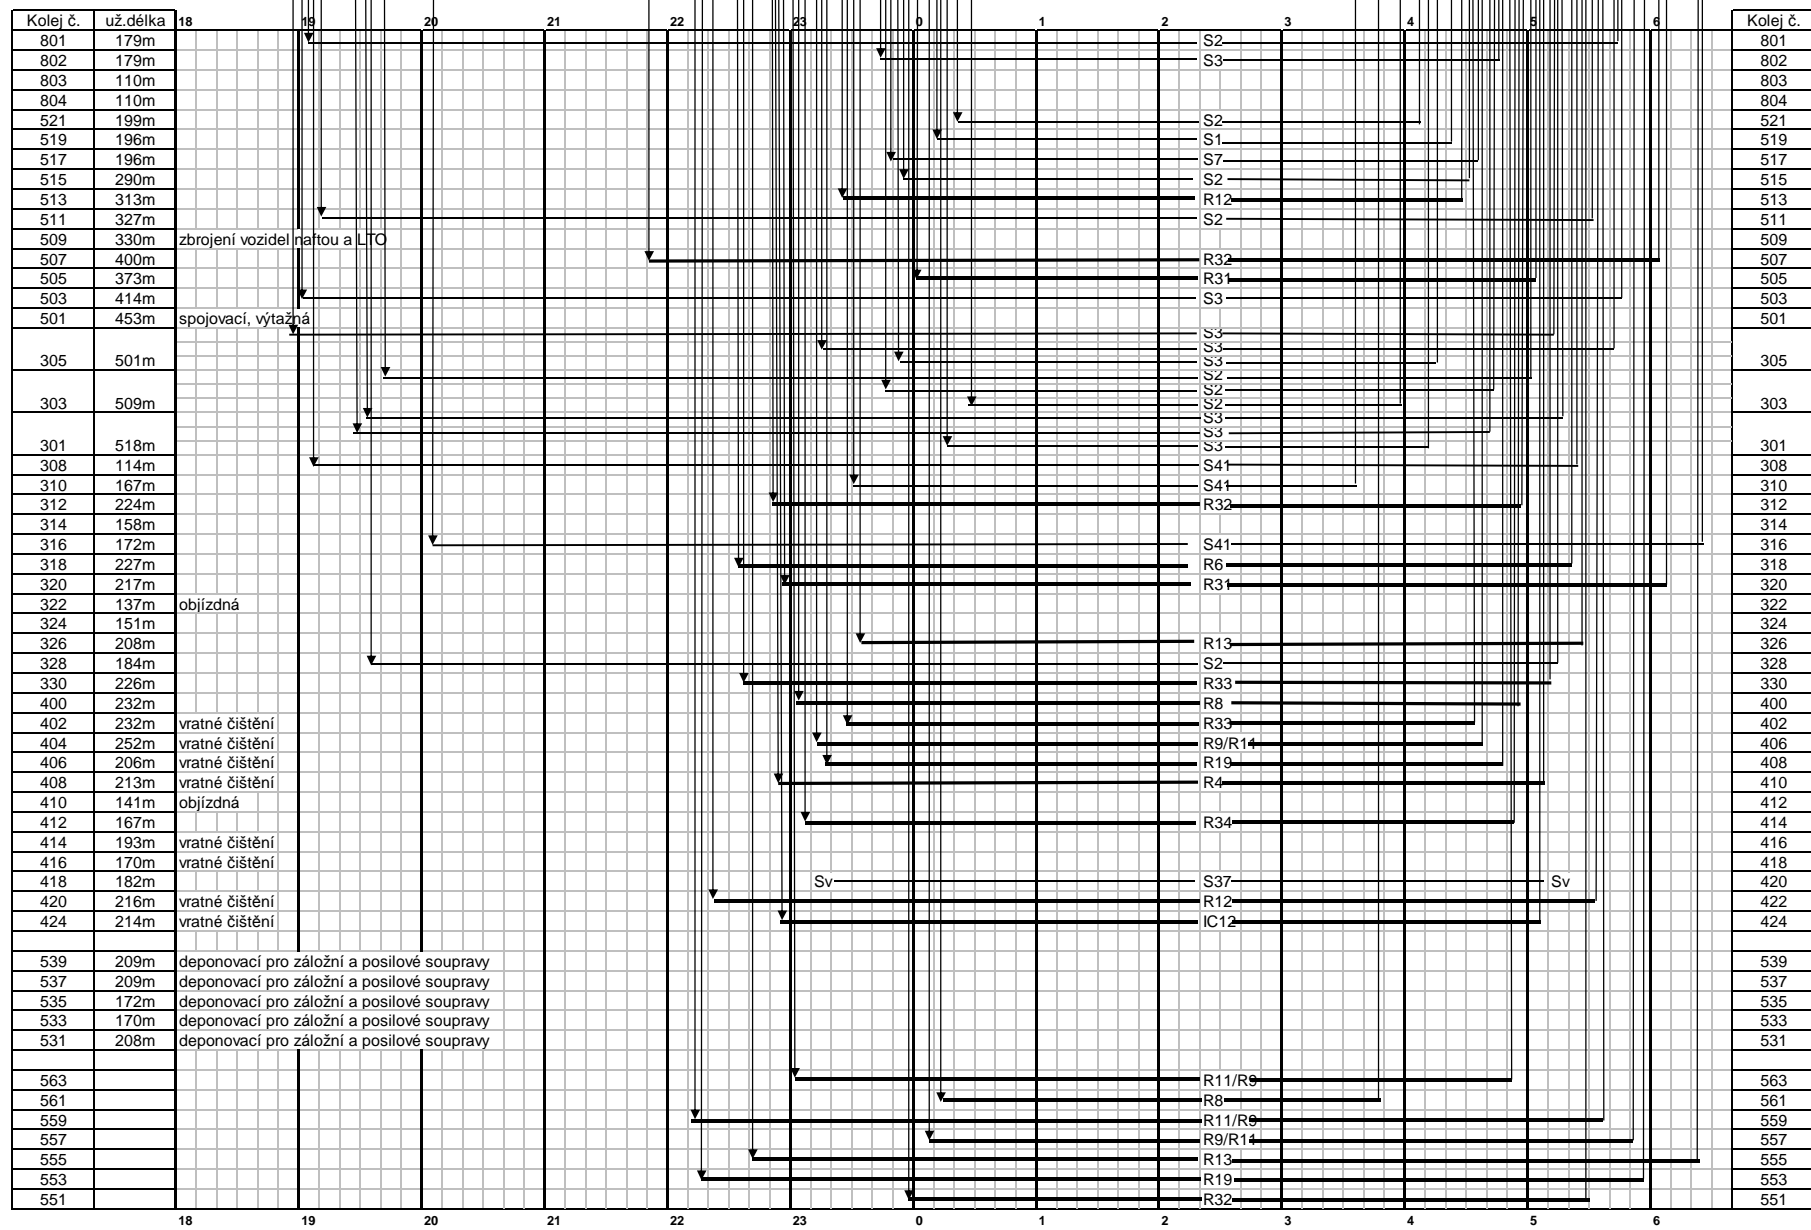 Kolej č. už.délka 18 19 20 21 22 23 0 1 2 3 4 5 6 Kolej č.
801 179m S2 801
802 179m S3 802
803 110m 803
804 110m 804
521 199m S2 521
519 196m S1 519
517 196m S7 517
515 290m S2 515
513 313m R12 513
511 327m S2 511
509 330m zbrojení vozidel naftou a LTO 509
507 400m R32 507
505 373m R31 505
503 414m S3 503
501 453m spojovací, výtažná 501
S3
S3
305 501m S3 305
S2
S2
303 509m S2 303
S3
S3
301 518m S3 301
308 114m S41 308
310 167m S41 310
312 224m R32 312
314 158m 314
316 172m S41 316
318 227m R6 318
320 217m R31 320
322 137m objízdná 322
324 151m 324
326 208m R13 326
328 184m S2 328
330 226m R33 330
400 232m R8 400
402 232m vratné čištění R33 402
404 252m vratné čištění R9/R11 406
406 206m vratné čištění R19 408
408 213m vratné čištění R4 410
410 141m objízdná 412
412 167m R34 414
414 193m vratné čištění 416
416 170m vratné čištění 418
418 182m Sv S37 Sv 420
420 216m vratné čištění R12 422
424 214m vratné čištění IC12 424
539 209m deponovací pro záložní a posilové soupravy 539
537 209m deponovací pro záložní a posilové soupravy 537
535 172m deponovací pro záložní a posilové soupravy 535
533 170m deponovací pro záložní a posilové soupravy 533
531 208m deponovací pro záložní a posilové soupravy 531
563 R11/R9 563
561 R8 561
559 R11/R9 559
557 R9/R11 557
555 R13 555
553 R19 553
551 R32 551
18 19 20 21 22 23 0 1 2 3 4 5 6